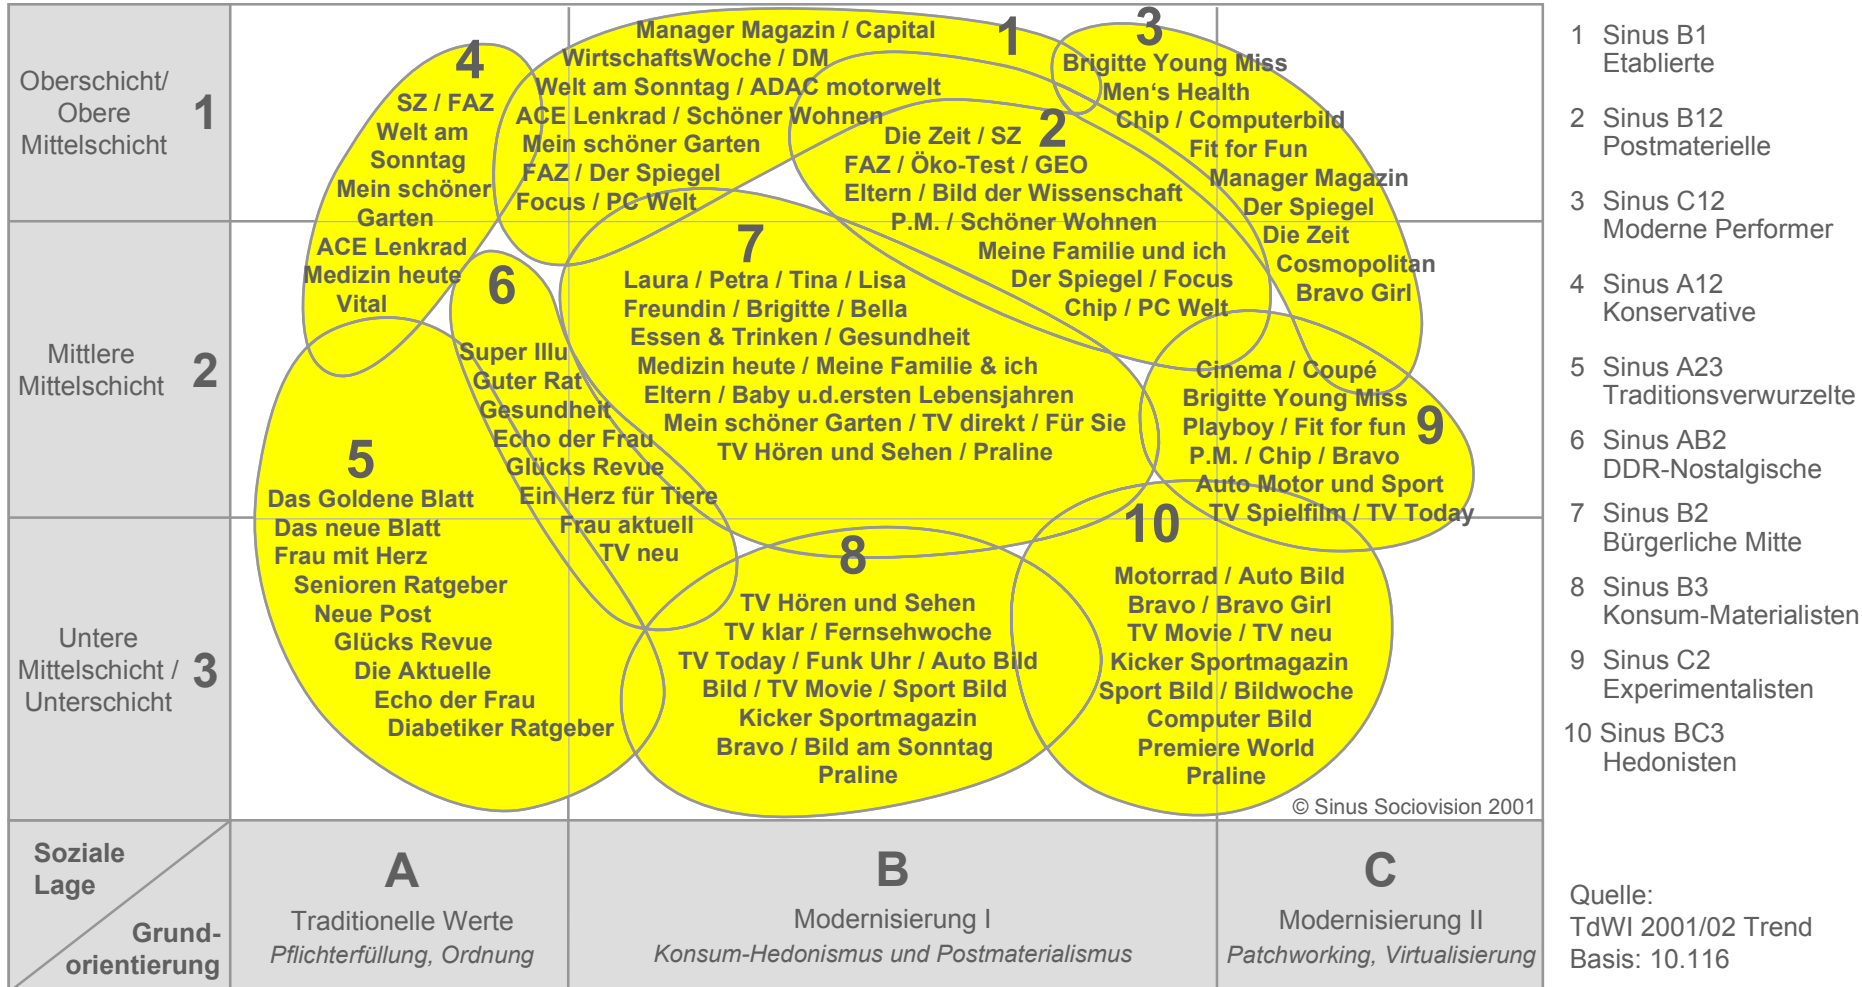 Oberschicht/
Obere
Mittelschicht
1
Mittlere
Mittelschicht
2
Untere
Mittelschicht /
Unterschicht
3
4
SZ / FAZ
Welt am
Sonntag
Mein schöner
Garten
ACE Lenkrad
Medizin heute
Vital
1
Manager Magazin / Capital
WirtschaftsWoche / DM
Welt am Sonntag / ADAC motorwelt
ACE Lenkrad / Schöner Wohnen
Mein schöner Garten
FAZ / Der Spiegel
Focus / PC Welt
2
Die Zeit / SZ
FAZ / Öko-Test / GEO
Eltern / Bild der Wissenschaft
P.M. / Schöner Wohnen
Meine Familie und ich
Der Spiegel / Focus
Chip / PC Welt
3
Brigitte Young Miss
Men's Health
Chip / Computerbild
Fit for Fun
Manager Magazin
Der Spiegel
Die Zeit
Cosmopolitan
Bravo Girl
6
Super Illu
Guter Rat
Gesundheit
Echo der Frau
Glücks Revue
Ein Herz für Tiere
Frau aktuell
TV neu
7
Laura / Petra / Tina / Lisa
Freundin / Brigitte / Bella
Essen & Trinken / Gesundheit
Medizin heute / Meine Familie & ich
Eltern / Baby u.d.ersten Lebensjahren
Mein schöner Garten / TV direkt / Für Sie
TV Hören und Sehen / Praline
9
Cinema / Coupé
Brigitte Young Miss
Playboy / Fit for fun
P.M. / Chip / Bravo
Auto Motor und Sport
TV Spielfilm / TV Today
5
Das Goldene Blatt
Das neue Blatt
Frau mit Herz
Senioren Ratgeber
Neue Post
Glücks Revue
Die Aktuelle
Echo der Frau
Diabetiker Ratgeber
8
TV Hören und Sehen
TV klar / Fernsehwoche
TV Today / Funk Uhr / Auto Bild
Bild / TV Movie / Sport Bild
Kicker Sportmagazin
Bravo / Bild am Sonntag
Praline
10
Motorrad / Auto Bild
Bravo / Bravo Girl
TV Movie / TV neu
Kicker Sportmagazin
Sport Bild / Bildwoche
Computer Bild
Premiere World
Praline
© Sinus Sociovision 2001
Soziale
Lage
Grund-
orientierung
A
Traditionelle Werte
Pflichterfüllung, Ordnung
B
Modernisierung I
Konsum-Hedonismus und Postmaterialismus
C
Modernisierung II
Patchworking, Virtualisierung
1 Sinus B1
Etablierte
2 Sinus B12
Postmaterielle
3 Sinus C12
Moderne Performer
4 Sinus A12
Konservative
5 Sinus A23
Traditionsverwurzelte
6 Sinus AB2
DDR-Nostalgische
7 Sinus B2
Bürgerliche Mitte
8 Sinus B3
Konsum-Materialisten
9 Sinus C2
Experimentalisten
10 Sinus BC3
Hedonisten
Quelle:
TdWI 2001/02 Trend
Basis: 10.116